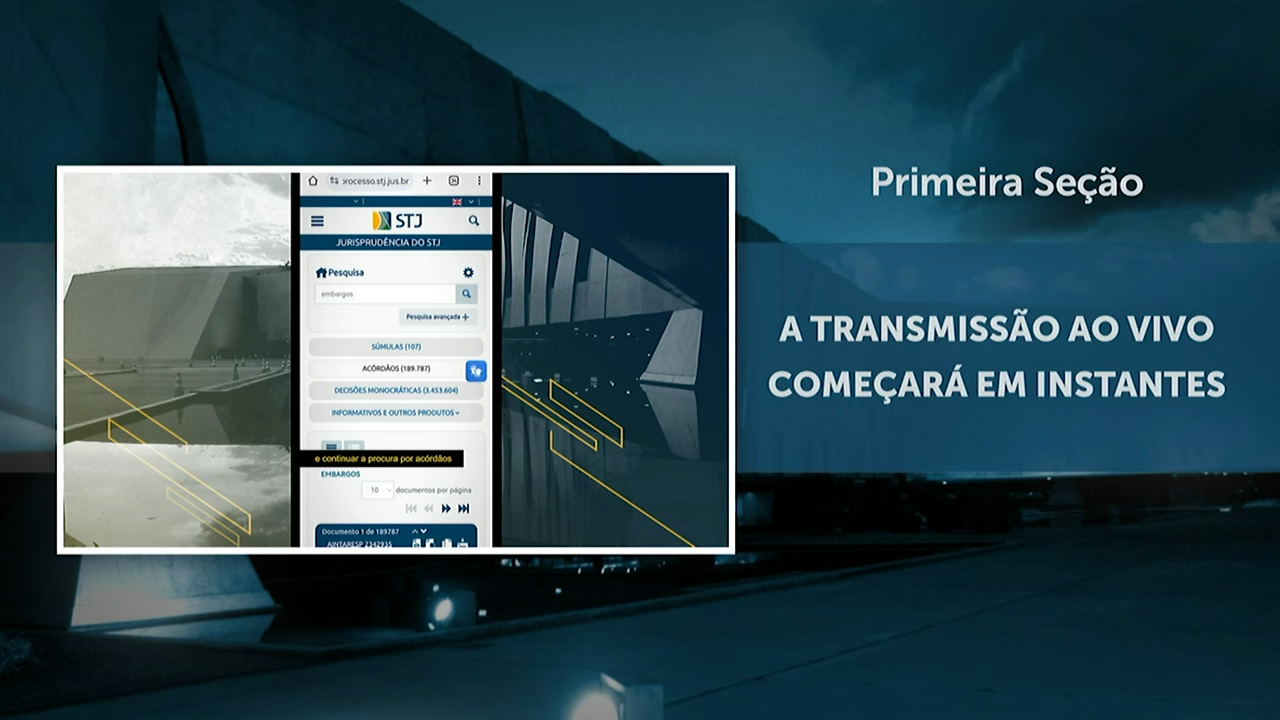 Primeira Seção
A TRANSMISSÃO AO VIVO
COMEÇARÁ EM INSTANTES
rocesso.stj.jus.br
STJ
JURISPRUDÊNCIA DO STJ
Pesquisa
embargos
Pesquisa avançada +
SÚMULAS (107)
ACÓRDÃOS (189.787)
DECISÕES MONOCRÁTICAS (3.453.604)
INFORMATIVOS E OUTROS PRODUTOS
e continuar a procura por acórdãos
EMBARGOS
10 documentos por página
Documento 1 de 189787
AINTARESP 2342935